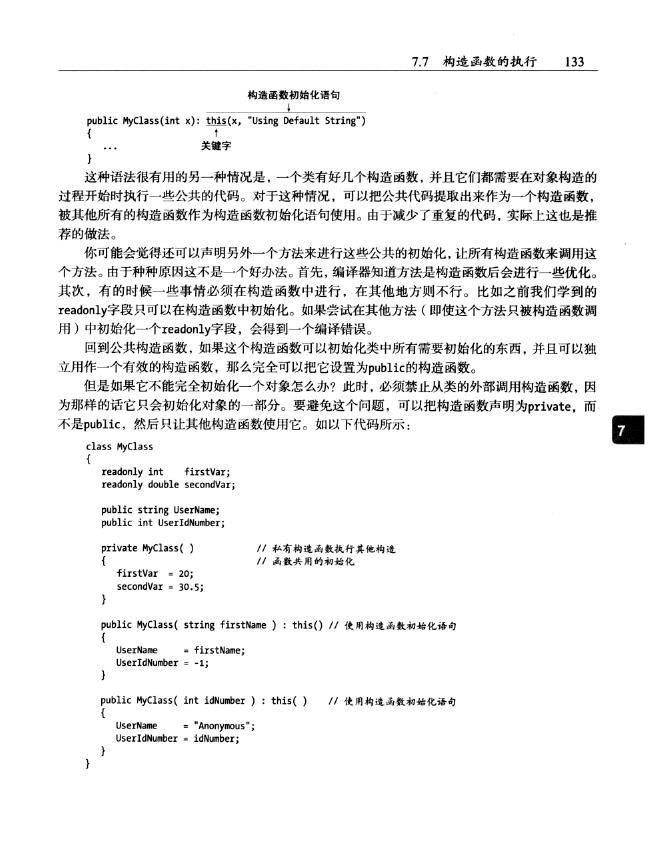 7.7 构造函数的执行 133
构造函数初始化语句
↓
public MyClass(int x): this(x, "Using Default String")
{ ↑
... 关键字
}
这种语法很有用的另一种情况是，一个类有好几个构造函数，并且它们都需要在对象构造的
过程开始时执行一些公共的代码。对于这种情况，可以把公共代码提取出来作为一个构造函数，
被其他所有的构造函数作为构造函数初始化语句使用。由于减少了重复的代码，实际上这也是推
荐的做法。
你可能会觉得还可以声明另外一个方法来进行这些公共的初始化，让所有构造函数来调用这
个方法。由于种种原因这不是一个好办法。首先，编译器知道方法是构造函数后会进行一些优化。
其次，有的时候一些事情必须在构造函数中进行，在其他地方则不行。比如之前我们学到的
readonly字段只可以在构造函数中初始化。如果尝试在其他方法（即使这个方法只被构造函数调
用）中初始化一个readonly字段，会得到一个编译错误。
回到公共构造函数，如果这个构造函数可以初始化类中所有需要初始化的东西，并且可以独
立用作一个有效的构造函数，那么完全可以把它设置为public的构造函数。
但是如果它不能完全初始化一个对象怎么办？此时，必须禁止从类的外部调用构造函数，因
为那样的话它只会初始化对象的一部分。要避免这个问题，可以把构造函数声明为private，而
不是public，然后只让其他构造函数使用它。如以下代码所示：
7
class MyClass
{
readonly int firstVar;
readonly double secondVar;
public string UserName;
public int UserIdNumber;
private MyClass( ) // 私有构造函数执行其他构造
{ // 函数共用的初始化
firstVar = 20;
secondVar = 30.5;
}
public MyClass( string firstName ) : this() // 使用构造函数初始化语句
{
UserName = firstName;
UserIdNumber = -1;
}
public MyClass( int idNumber ) : this( ) // 使用构造函数初始化语句
{
UserName = "Anonymous";
UserIdNumber = idNumber;
}
}